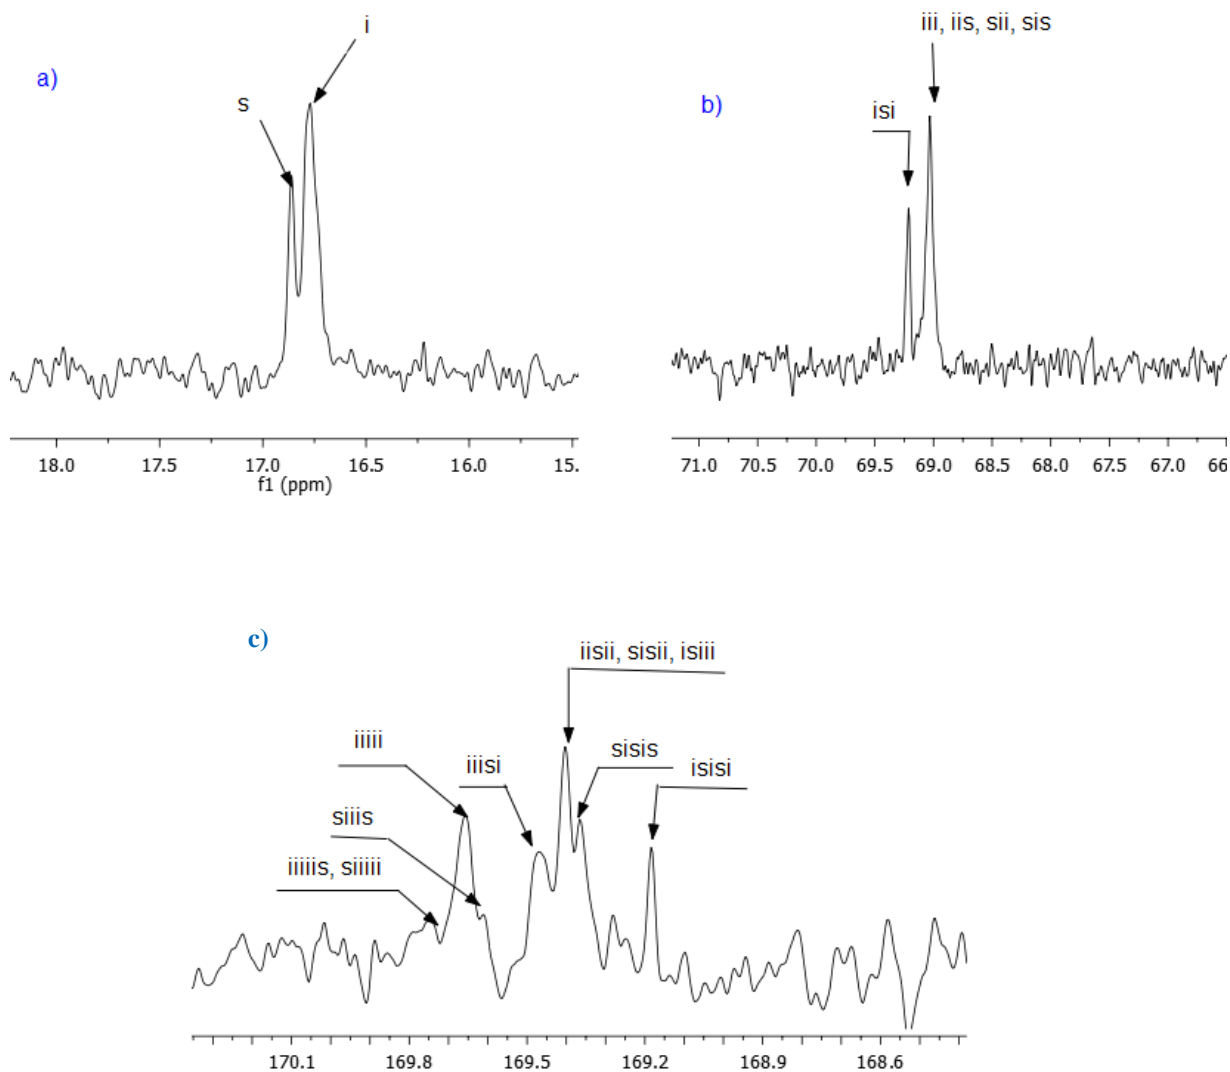 i
a)
s
18.0 17.5 17.0 16.5 16.0 15.
f1 (ppm)
iii, iis, sii, sis
b)
isi
71.0 70.5 70.0 69.5 69.0 68.5 68.0 67.5 67.0 66
c)
iisii, sisii, isiii
iiiii
iiisi
sisis
isisi
siiis
iiiiis, siiiii
170.1 169.8 169.5 169.2 168.9 168.6